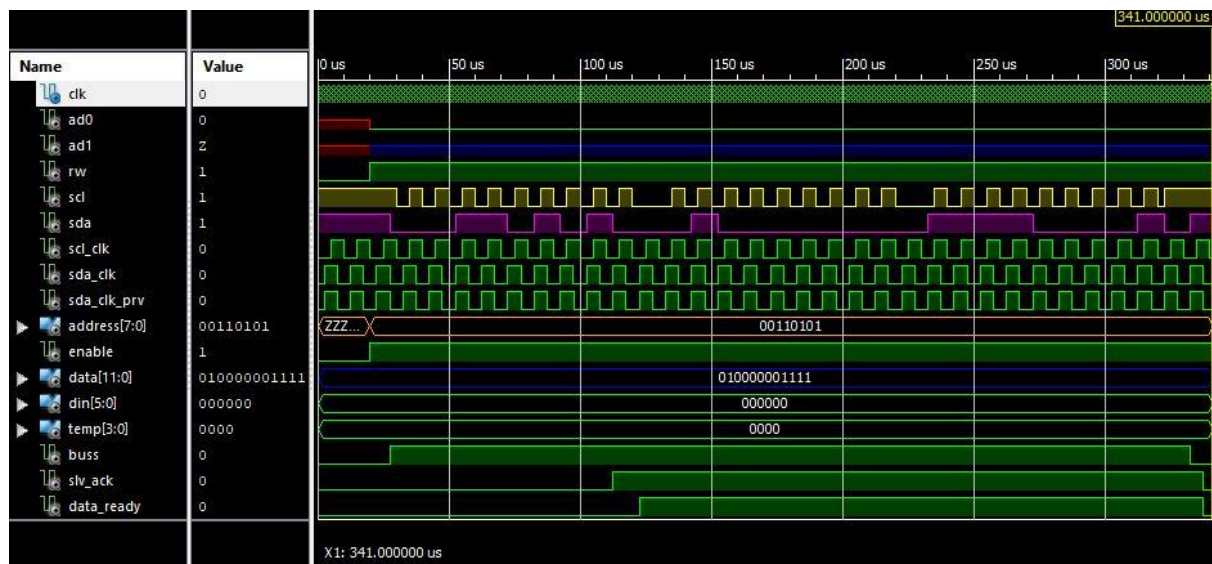 341.000000 us
Name Value
0 us 50 us 100 us 150 us 200 us 250 us 300 us
clk 0
ad0 0
ad1 Z
rw 1
scl 1
sda 1
scl_clk 0
sda_clk 0
sda_clk_prv 0
address[7:0] 00110101 ZZZ... 00110101
enable 1
data[11:0] 010000001111 010000001111
din[5:0] 000000 000000
temp[3:0] 0000 0000
buss 0
slv_ack 0
data_ready 0
X1: 341.000000 us